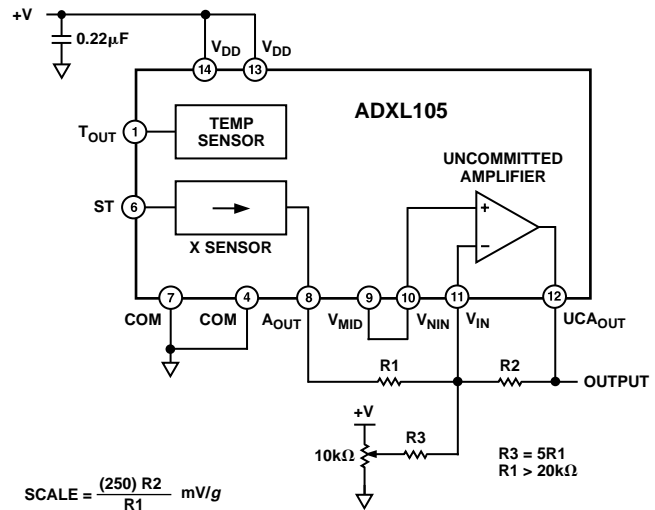 +V
0.22µF
VDD
VDD
14
13
ADXL105
TOUT
1
TEMP
SENSOR
UNCOMMITTED
AMPLIFIER
ST
6
X SENSOR
+
–
7
4
8
9
10
11
12
COM
COM
AOUT
VMID
VNIN
VIN
UCAOUT
R1
R2
OUTPUT
+V
10kΩ
R3
R3 = 5R1
R1 > 20kΩ
SCALE = (250) R2 / R1 mV/g